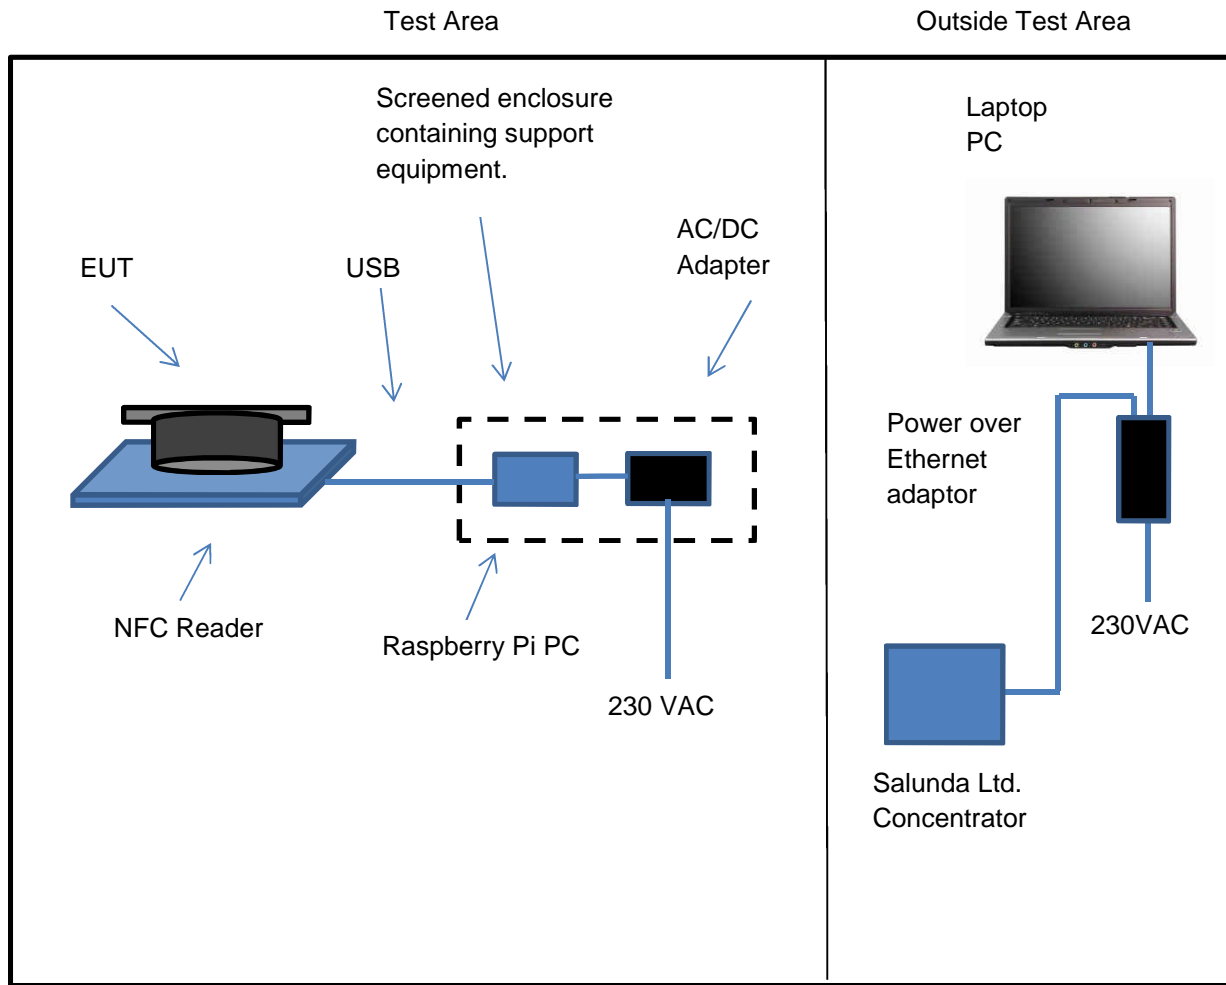 Test Area
Outside Test Area
Screened enclosure
containing support
equipment.
Laptop
PC
AC/DC
Adapter
EUT
USB
Power over
Ethernet
adaptor
NFC Reader
Raspberry Pi PC
230VAC
230 VAC
Salunda Ltd.
Concentrator